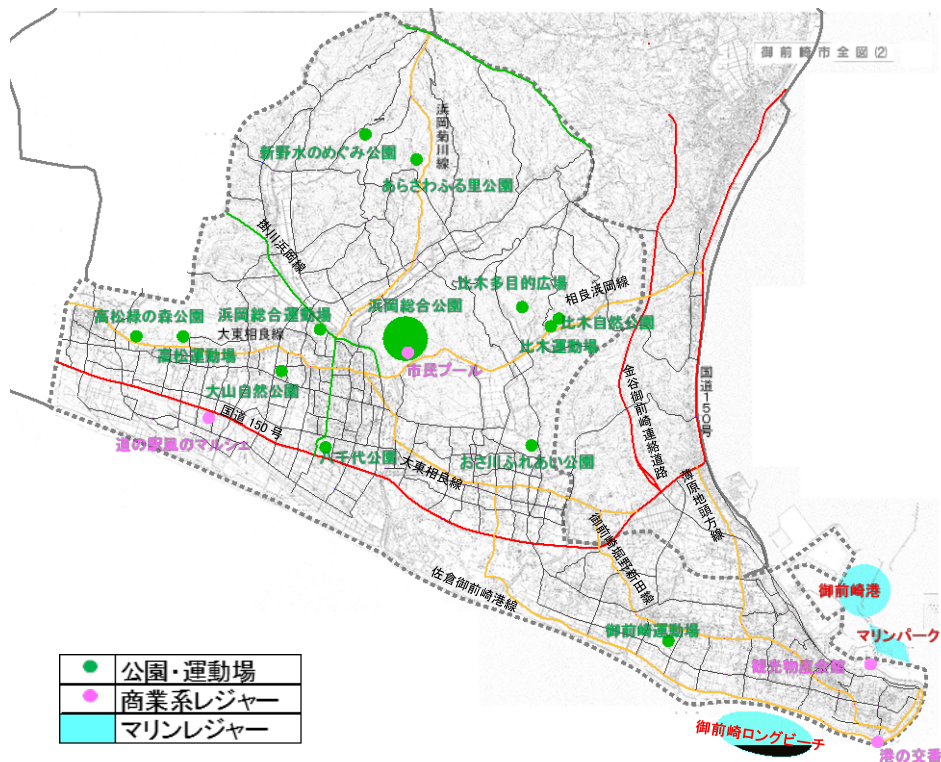 御前崎市全図(2)
浜岡菊川線
新野水のめぐみ公園
あらさわふる里公園
掛川浜岡線
比木多目的広場
相良浜岡線
浜岡総合公園
高松緑の森公園
浜岡総合運動場
大東相良線
比木自然公園
高松運動場
比木運動場
市民プール
大山自然公園
金谷御前崎連絡道路
国道150号
国道150号
道の駅風のマルシェ
八千代公園
大東相良線
おさ川ふれあい公園
薄原地頭方線
御前崎堀野新田線
佐倉御前崎港線
御前崎港
御前崎運動場
マリンパーク
観光物産会館
公園・運動場
商業系レジャー
マリンレジャー
御前崎ロングビーチ
港の交番